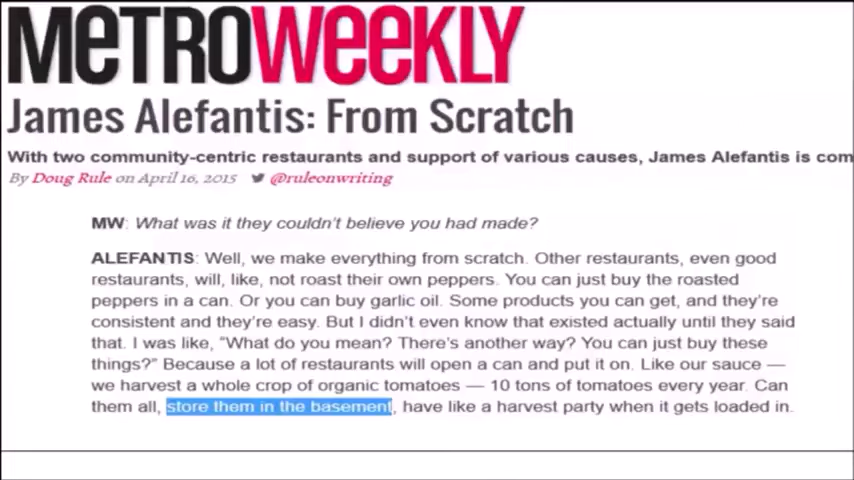 METROWEEKLY
James Alefantis: From Scratch
With two community-centric restaurants and support of various causes, James Alefantis is com
By Doug Rule on April 16, 2015 @ruleonwriting
MW: What was it they couldn't believe you had made?
ALEFANTIS: Well, we make everything from scratch. Other restaurants, even good
restaurants, will, like, not roast their own peppers. You can just buy the roasted
peppers in a can. Or you can buy garlic oil. Some products you can get, and they're
consistent and they're easy. But I didn't even know that existed actually until they said
that. I was like, “What do you mean? There's another way? You can just buy these
things?” Because a lot of restaurants will open a can and put it on. Like our sauce —
we harvest a whole crop of organic tomatoes — 10 tons of tomatoes every year. Can
them all, store them in the basement, have like a harvest party when it gets loaded in.